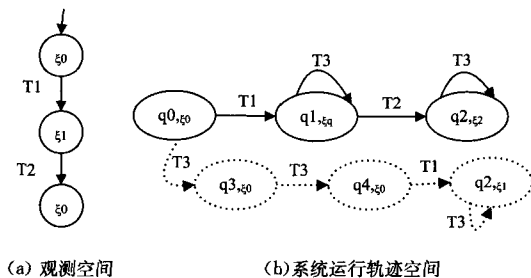 ξ0
T1
ξ1
T2
ξ0
(a) 观测空间
T3
T3
q0,ξ0
T1
q1,ξq
T2
q2,ξ2
T3
T3
T1
q3,ξ0
q4,ξ0
q2,ξ1
T3
(b)系统运行轨迹空间